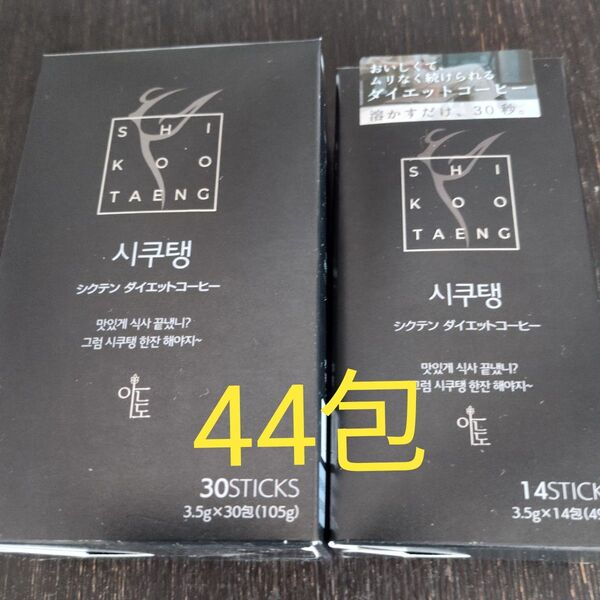 SHI
KOO
TAENG
시쿠탱
シクテン ダイエットコーヒー
맛있게 식사 끝냈니?
그럼 시쿠탱 한잔 해야지~
30STICKS
3.5g×30包(105g)
おいしくて、
ムリなく続けられる
ダイエットコーヒー
溶かすだけ、30秒。
SHI
KOO
TAENG
시쿠탱
シクテン ダイエットコーヒー
맛있게 식사 끝냈니?
그럼 시쿠탱 한잔 해야지~
14STICK
3.5g×14包(49
44包